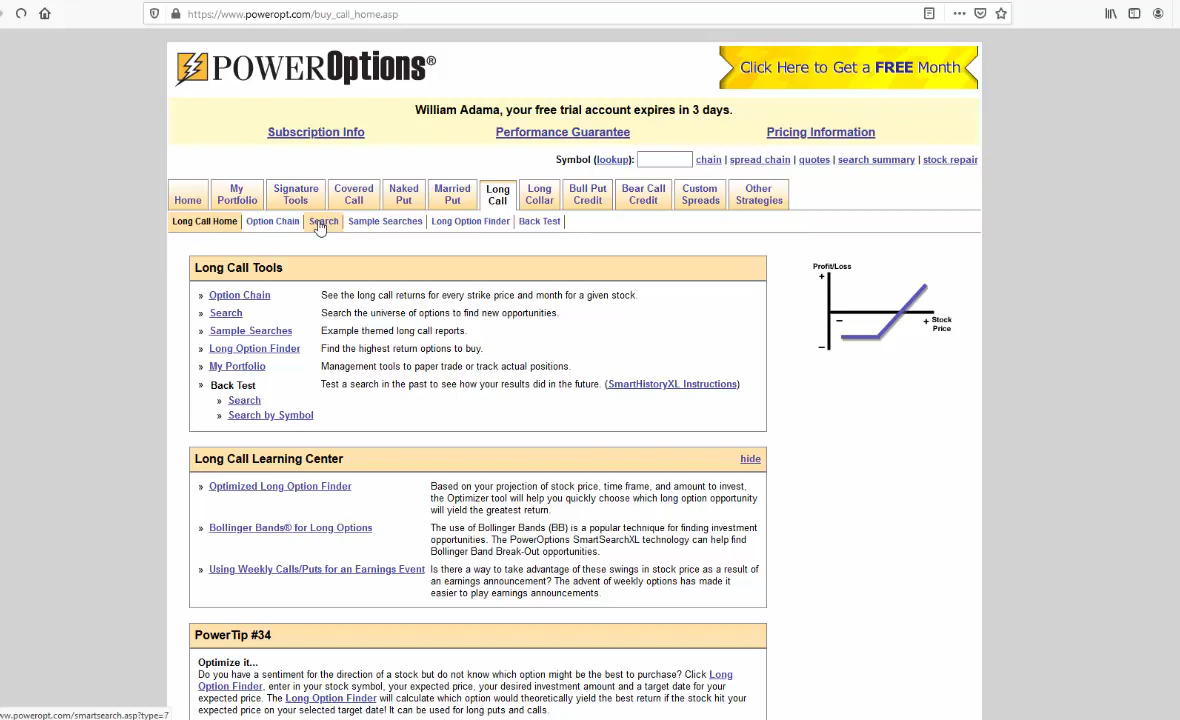 https://www.poweropt.com/buy_call_home.asp
POWEROptions®
Click Here to Get a FREE Month
William Adama, your free trial account expires in 3 days.
Subscription Info Performance Guarantee Pricing Information
Symbol (lookup): chain | spread chain | quotes | search summary | stock repair
Home My Portfolio Signature Tools Covered Call Naked Put Married Put Long Call Long Collar Bull Put Credit Bear Call Credit Custom Spreads Other Strategies
Long Call Home Option Chain Search Sample Searches Long Option Finder Back Test
Long Call Tools
» Option Chain See the long call returns for every strike price and month for a given stock.
» Search Search the universe of options to find new opportunities.
» Sample Searches Example themed long call reports.
» Long Option Finder Find the highest return options to buy.
» My Portfolio Management tools to paper trade or track actual positions.
» Back Test Test a search in the past to see how your results did in the future. (SmartHistoryXL Instructions)
» Search
» Search by Symbol
Profit/Loss
+
–
+ Stock
Price
–
Long Call Learning Center hide
» Optimized Long Option Finder Based on your projection of stock price, time frame, and amount to invest,
the Optimizer tool will help you quickly choose which long option opportunity
will yield the greatest return.
» Bollinger Bands® for Long Options The use of Bollinger Bands (BB) is a popular technique for finding investment
opportunities. The PowerOptions SmartSearchXL technology can help find
Bollinger Band Break-Out opportunities.
» Using Weekly Calls/Puts for an Earnings Event Is there a way to take advantage of these swings in stock price as a result of
an earnings announcement? The advent of weekly options has made it
easier to play earnings announcements.
PowerTip #34
Optimize it...
Do you have a sentiment for the direction of a stock but do not know which option might be the best to purchase? Click Long
Option Finder, enter in your stock symbol, your expected price, your desired investment amount and a target date for your
expected price. The Long Option Finder will calculate which option would theoretically yield the best return if the stock hit your
expected price on your selected target date! It can be used for long puts and calls.
ww.poweropt.com/smartsearch.asp?type=7